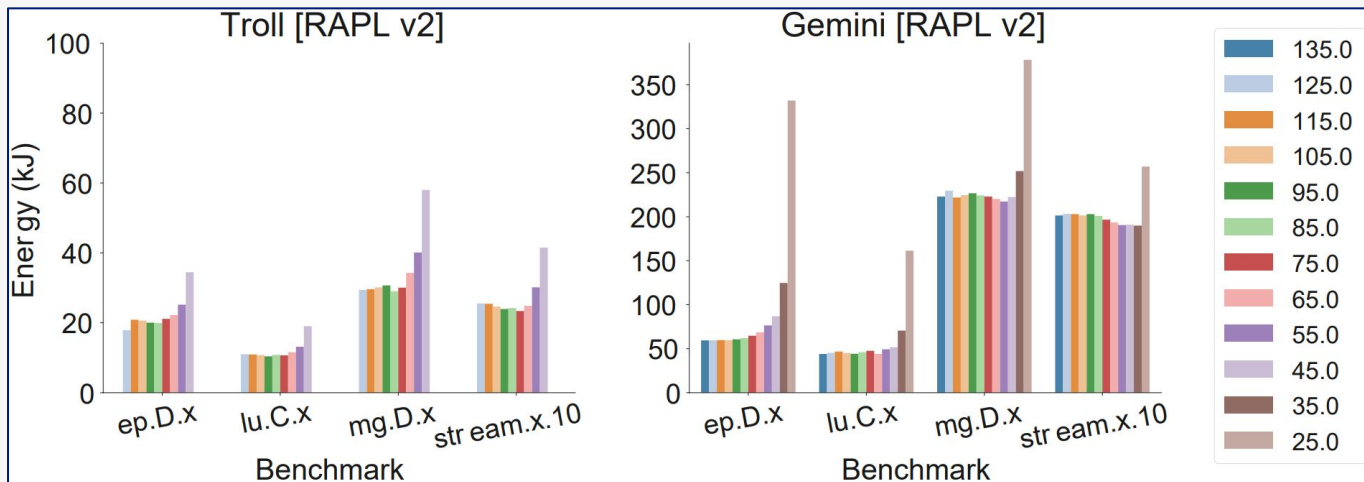 Troll [RAPL v2]
Energy (kJ)
100
80
60
40
20
0
ep.D.x
lu.C.x
mg.D.x
str eam.x.10
Benchmark
Gemini [RAPL v2]
350
300
250
200
150
100
50
0
ep.D.x
lu.C.x
mg.D.x
str eam.x.10
Benchmark
135.0
125.0
115.0
105.0
95.0
85.0
75.0
65.0
55.0
45.0
35.0
25.0